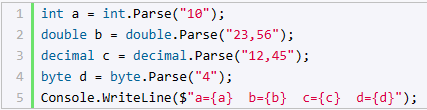 1 int a = int.Parse("10");
2 double b = double.Parse("23,56");
3 decimal c = decimal.Parse("12,45");
4 byte d = byte.Parse("4");
5 Console.WriteLine($"a={a}  b={b}  c={c}  d={d}");